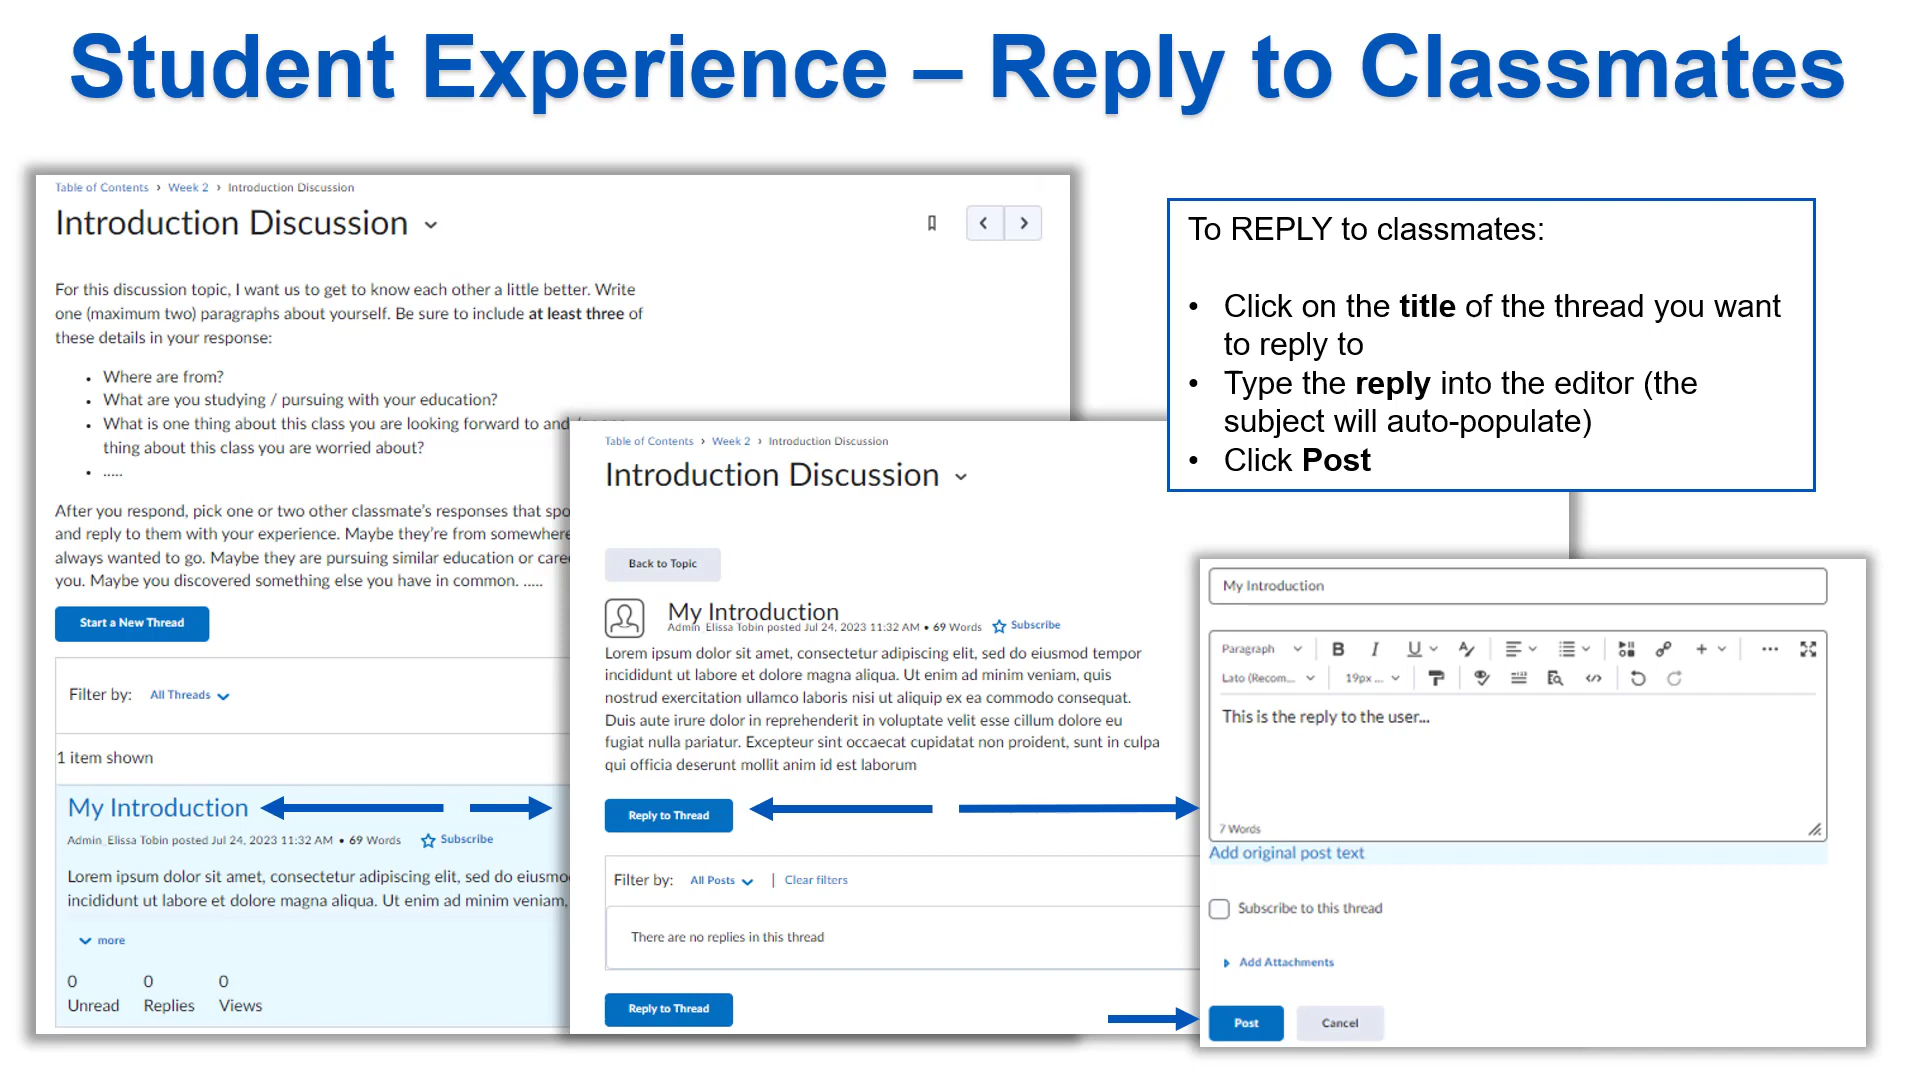 Student Experience – Reply to Classmates
Table of Contents › Week 2 › Introduction Discussion
Introduction Discussion
For this discussion topic, I want us to get to know each other a little better. Write
one (maximum two) paragraphs about yourself. Be sure to include at least three of
these details in your response:
• Where are from?
• What are you studying / pursuing with your education?
• What is one thing about this class you are looking forward to and
thing about this class you are worried about?
• .....
After you respond, pick one or two other classmate's responses that spo
and reply to them with your experience. Maybe they're from somewhere
always wanted to go. Maybe they are pursuing similar education or care
you. Maybe you discovered something else you have in common. .....
Start a New Thread
Filter by: All Threads
1 item shown
My Introduction
Admin_Elissa Tobin posted Jul 24, 2023 11:32 AM • 69 Words Subscribe
Lorem ipsum dolor sit amet, consectetur adipiscing elit, sed do eiusmo
incididunt ut labore et dolore magna aliqua. Ut enim ad minim veniam,
more
0 0 0
Unread Replies Views
Table of Contents › Week 2 › Introduction Discussion
Introduction Discussion
Back to Topic
My Introduction
Admin_Elissa Tobin posted Jul 24, 2023 11:32 AM • 69 Words Subscribe
Lorem ipsum dolor sit amet, consectetur adipiscing elit, sed do eiusmod tempor
incididunt ut labore et dolore magna aliqua. Ut enim ad minim veniam, quis
nostrud exercitation ullamco laboris nisi ut aliquip ex ea commodo consequat.
Duis aute irure dolor in reprehenderit in voluptate velit esse cillum dolore eu
fugiat nulla pariatur. Excepteur sint occaecat cupidatat non proident, sunt in culpa
qui officia deserunt mollit anim id est laborum
Reply to Thread
Filter by: All Posts | Clear filters
There are no replies in this thread
Reply to Thread
To REPLY to classmates:
• Click on the title of the thread you want
to reply to
• Type the reply into the editor (the
subject will auto-populate)
• Click Post
My Introduction
Paragraph B I U
Lato (Recom... 19px ...
This is the reply to the user...
7 Words
Add original post text
Subscribe to this thread
Add Attachments
Post Cancel